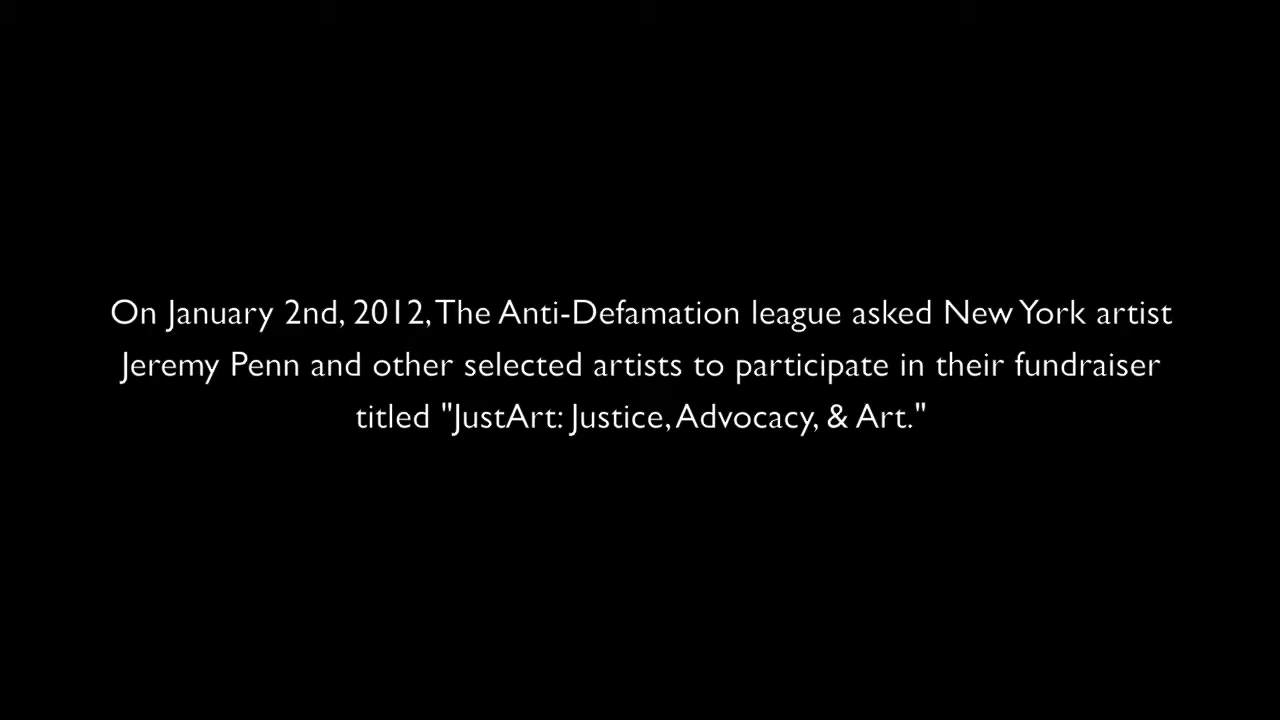 On January 2nd, 2012, The Anti-Defamation league asked New York artist
Jeremy Penn and other selected artists to participate in their fundraiser
titled "JustArt: Justice, Advocacy, & Art."